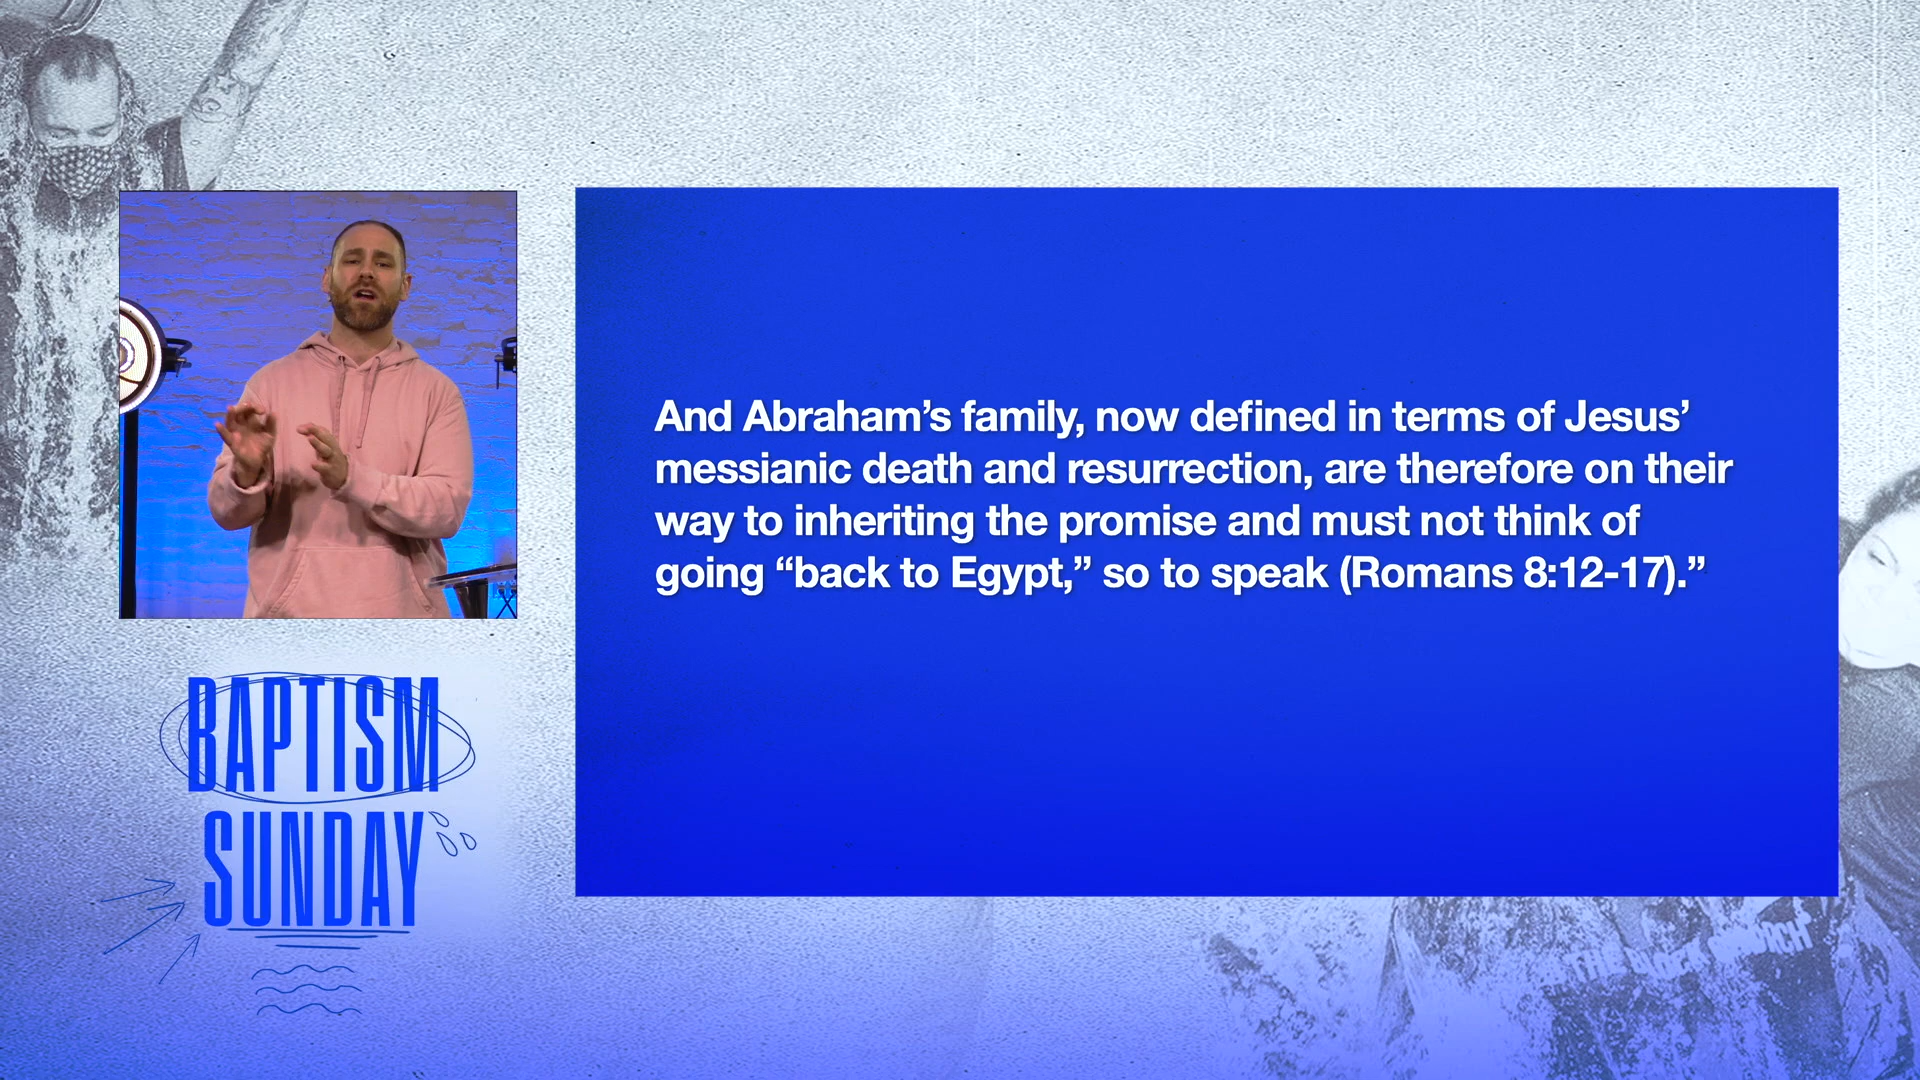 And Abraham’s family, now defined in terms of Jesus’
messianic death and resurrection, are therefore on their
way to inheriting the promise and must not think of
going “back to Egypt,” so to speak (Romans 8:12-17).”
BAPTISM
SUNDAY
CHURCH